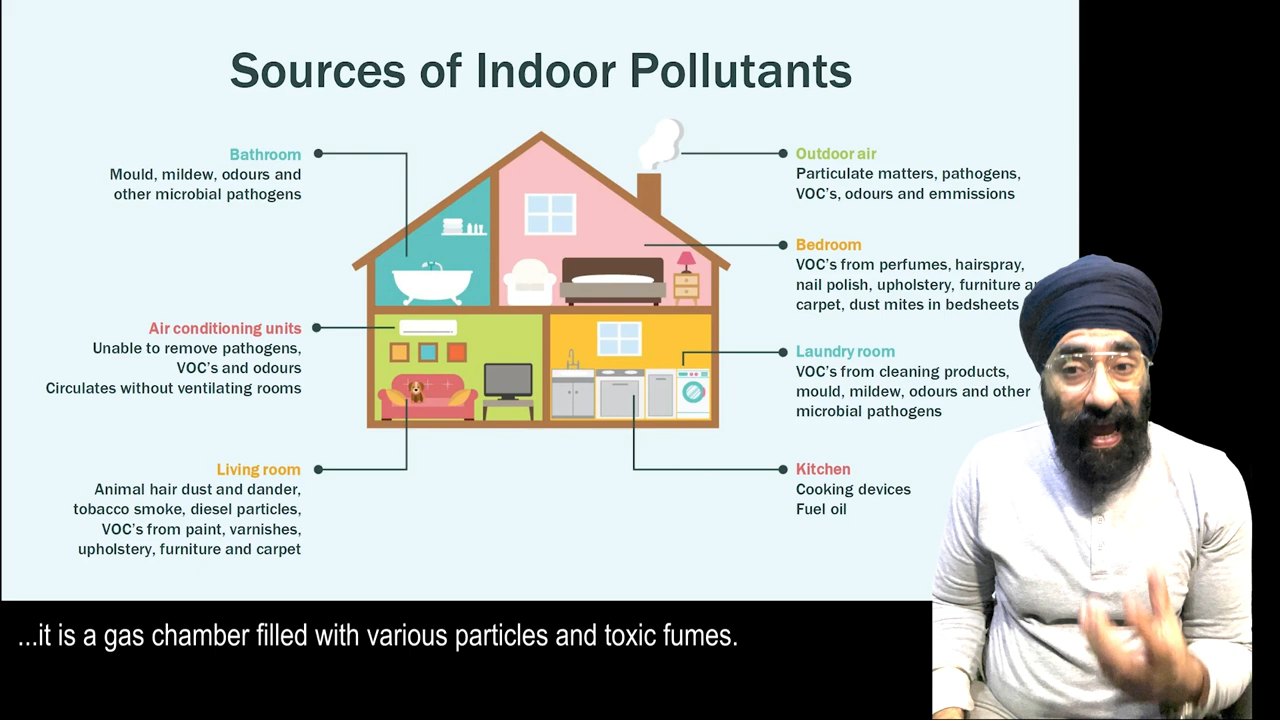 Sources of Indoor Pollutants
Bathroom
Mould, mildew, odours and
other microbial pathogens
Air conditioning units
Unable to remove pathogens,
VOC's and odours
Circulates without ventilating rooms
Living room
Animal hair dust and dander,
tobacco smoke, diesel particles,
VOC's from paint, varnishes,
upholstery, furniture and carpet
Outdoor air
Particulate matters, pathogens,
VOC's, odours and emmissions
Bedroom
VOC's from perfumes, hairspray,
nail polish, upholstery, furniture
carpet, dust mites in bedsheets
Laundry room
VOC's from cleaning products,
mould, mildew, odours and other
microbial pathogens
Kitchen
Cooking devices
Fuel oil
...it is a gas chamber filled with various particles and toxic fumes.